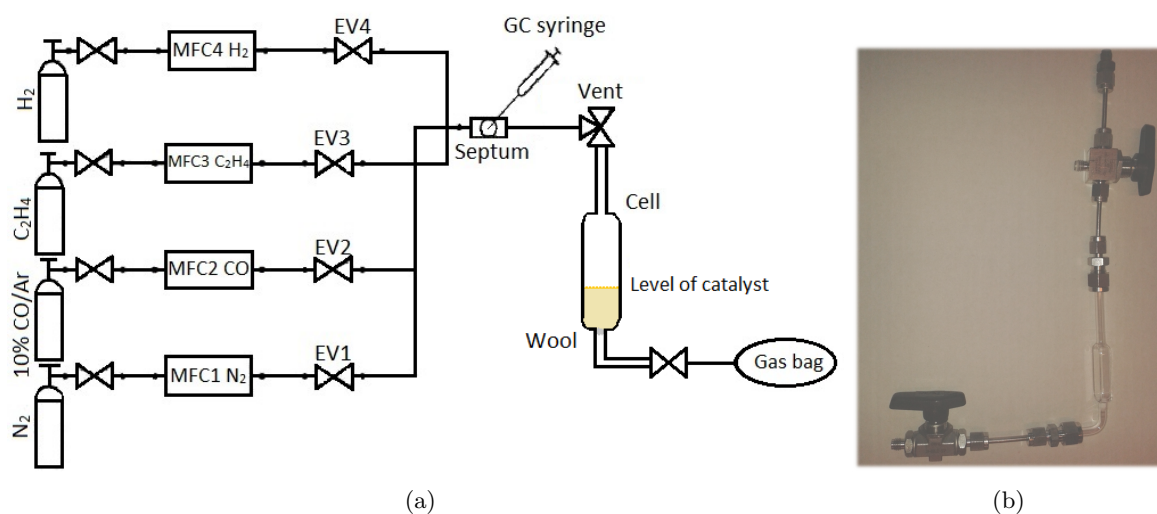 GC syringe
EV4
MFC4 H₂
H₂
Vent
Septum
EV3
MFC3 C₂H₄
C₂H₄
Cell
EV2
MFC2 CO
10% CO/Ar
Level of catalyst
Wool
EV1
MFC1 N₂
N₂
Gas bag
(a)
(b)